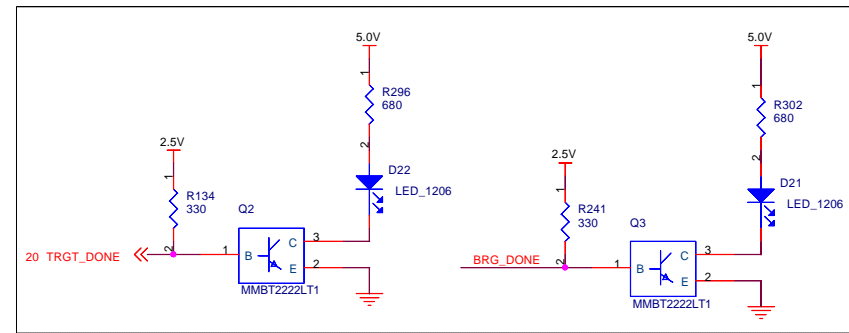 5.0V
1
R296
680
2
D22
LED_1206
2.5V
1
R134
330
2
Q2
20 TRGT_DONE
1
B
C
E
3
2
MMBT2222LT1
5.0V
1
R302
680
2
D21
LED_1206
2.5V
1
R241
330
2
Q3
BRG_DONE
1
B
C
E
3
2
MMBT2222LT1